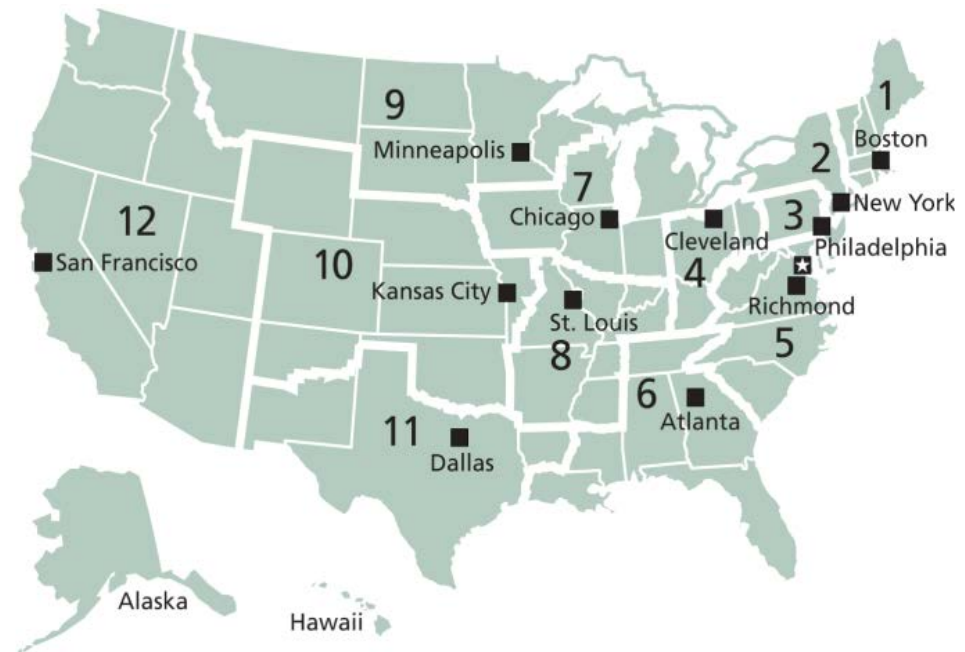 1
Boston
9
2
Minneapolis
7
New York
3
Chicago
12
Cleveland
Philadelphia
San Francisco
10
4
Kansas City
Richmond
St. Louis
5
8
6
Atlanta
11
Dallas
Alaska
Hawaii